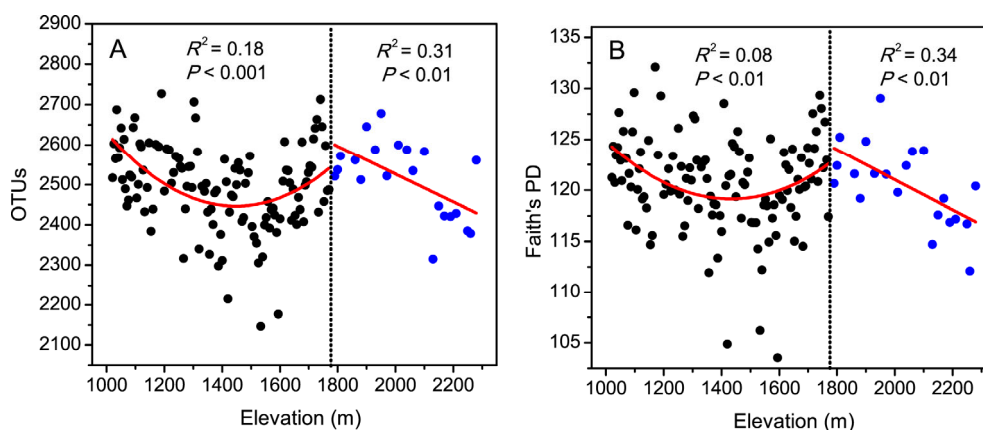 A
R² = 0.18
P < 0.001
R² = 0.31
P < 0.01
OTUs
2900
2800
2700
2600
2500
2400
2300
2200
2100
1000 1200 1400 1600 1800 2000 2200
Elevation (m)
B
R² = 0.08
P < 0.01
R² = 0.34
P < 0.01
Faith's PD
135
130
125
120
115
110
105
1000 1200 1400 1600 1800 2000 2200
Elevation (m)